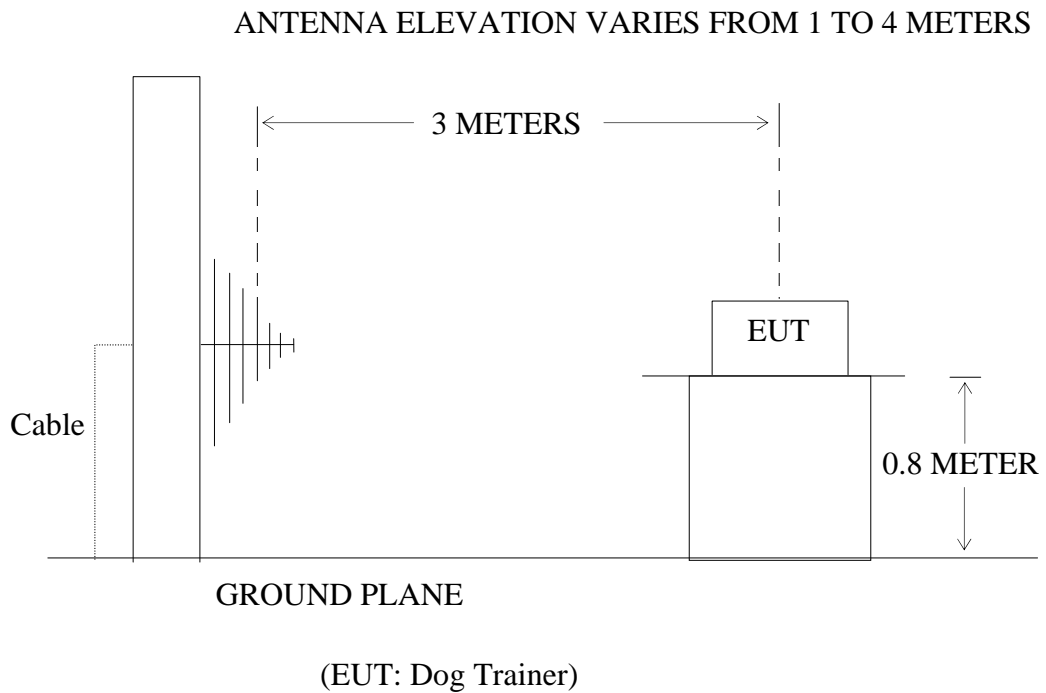 ANTENNA ELEVATION VARIES FROM 1 TO 4 METERS
3 METERS
EUT
Cable
0.8 METER
GROUND PLANE
(EUT: Dog Trainer)